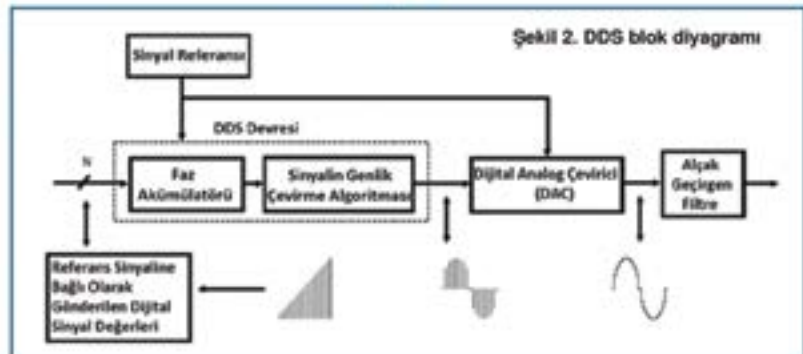 Şekil 2. DDS blok diyagramı
Sinyal Referansı
DDS Devresi
N
Faz
Akümülatörü
Sinyalin Genlik
Çevirme Algoritması
Dijital Analog Çevirici
(DAC)
Alçak
Geçirgen
Filtre
Referans Sinyaline
Bağlı Olarak
Gönderilen Dijital
Sinyal Değerleri